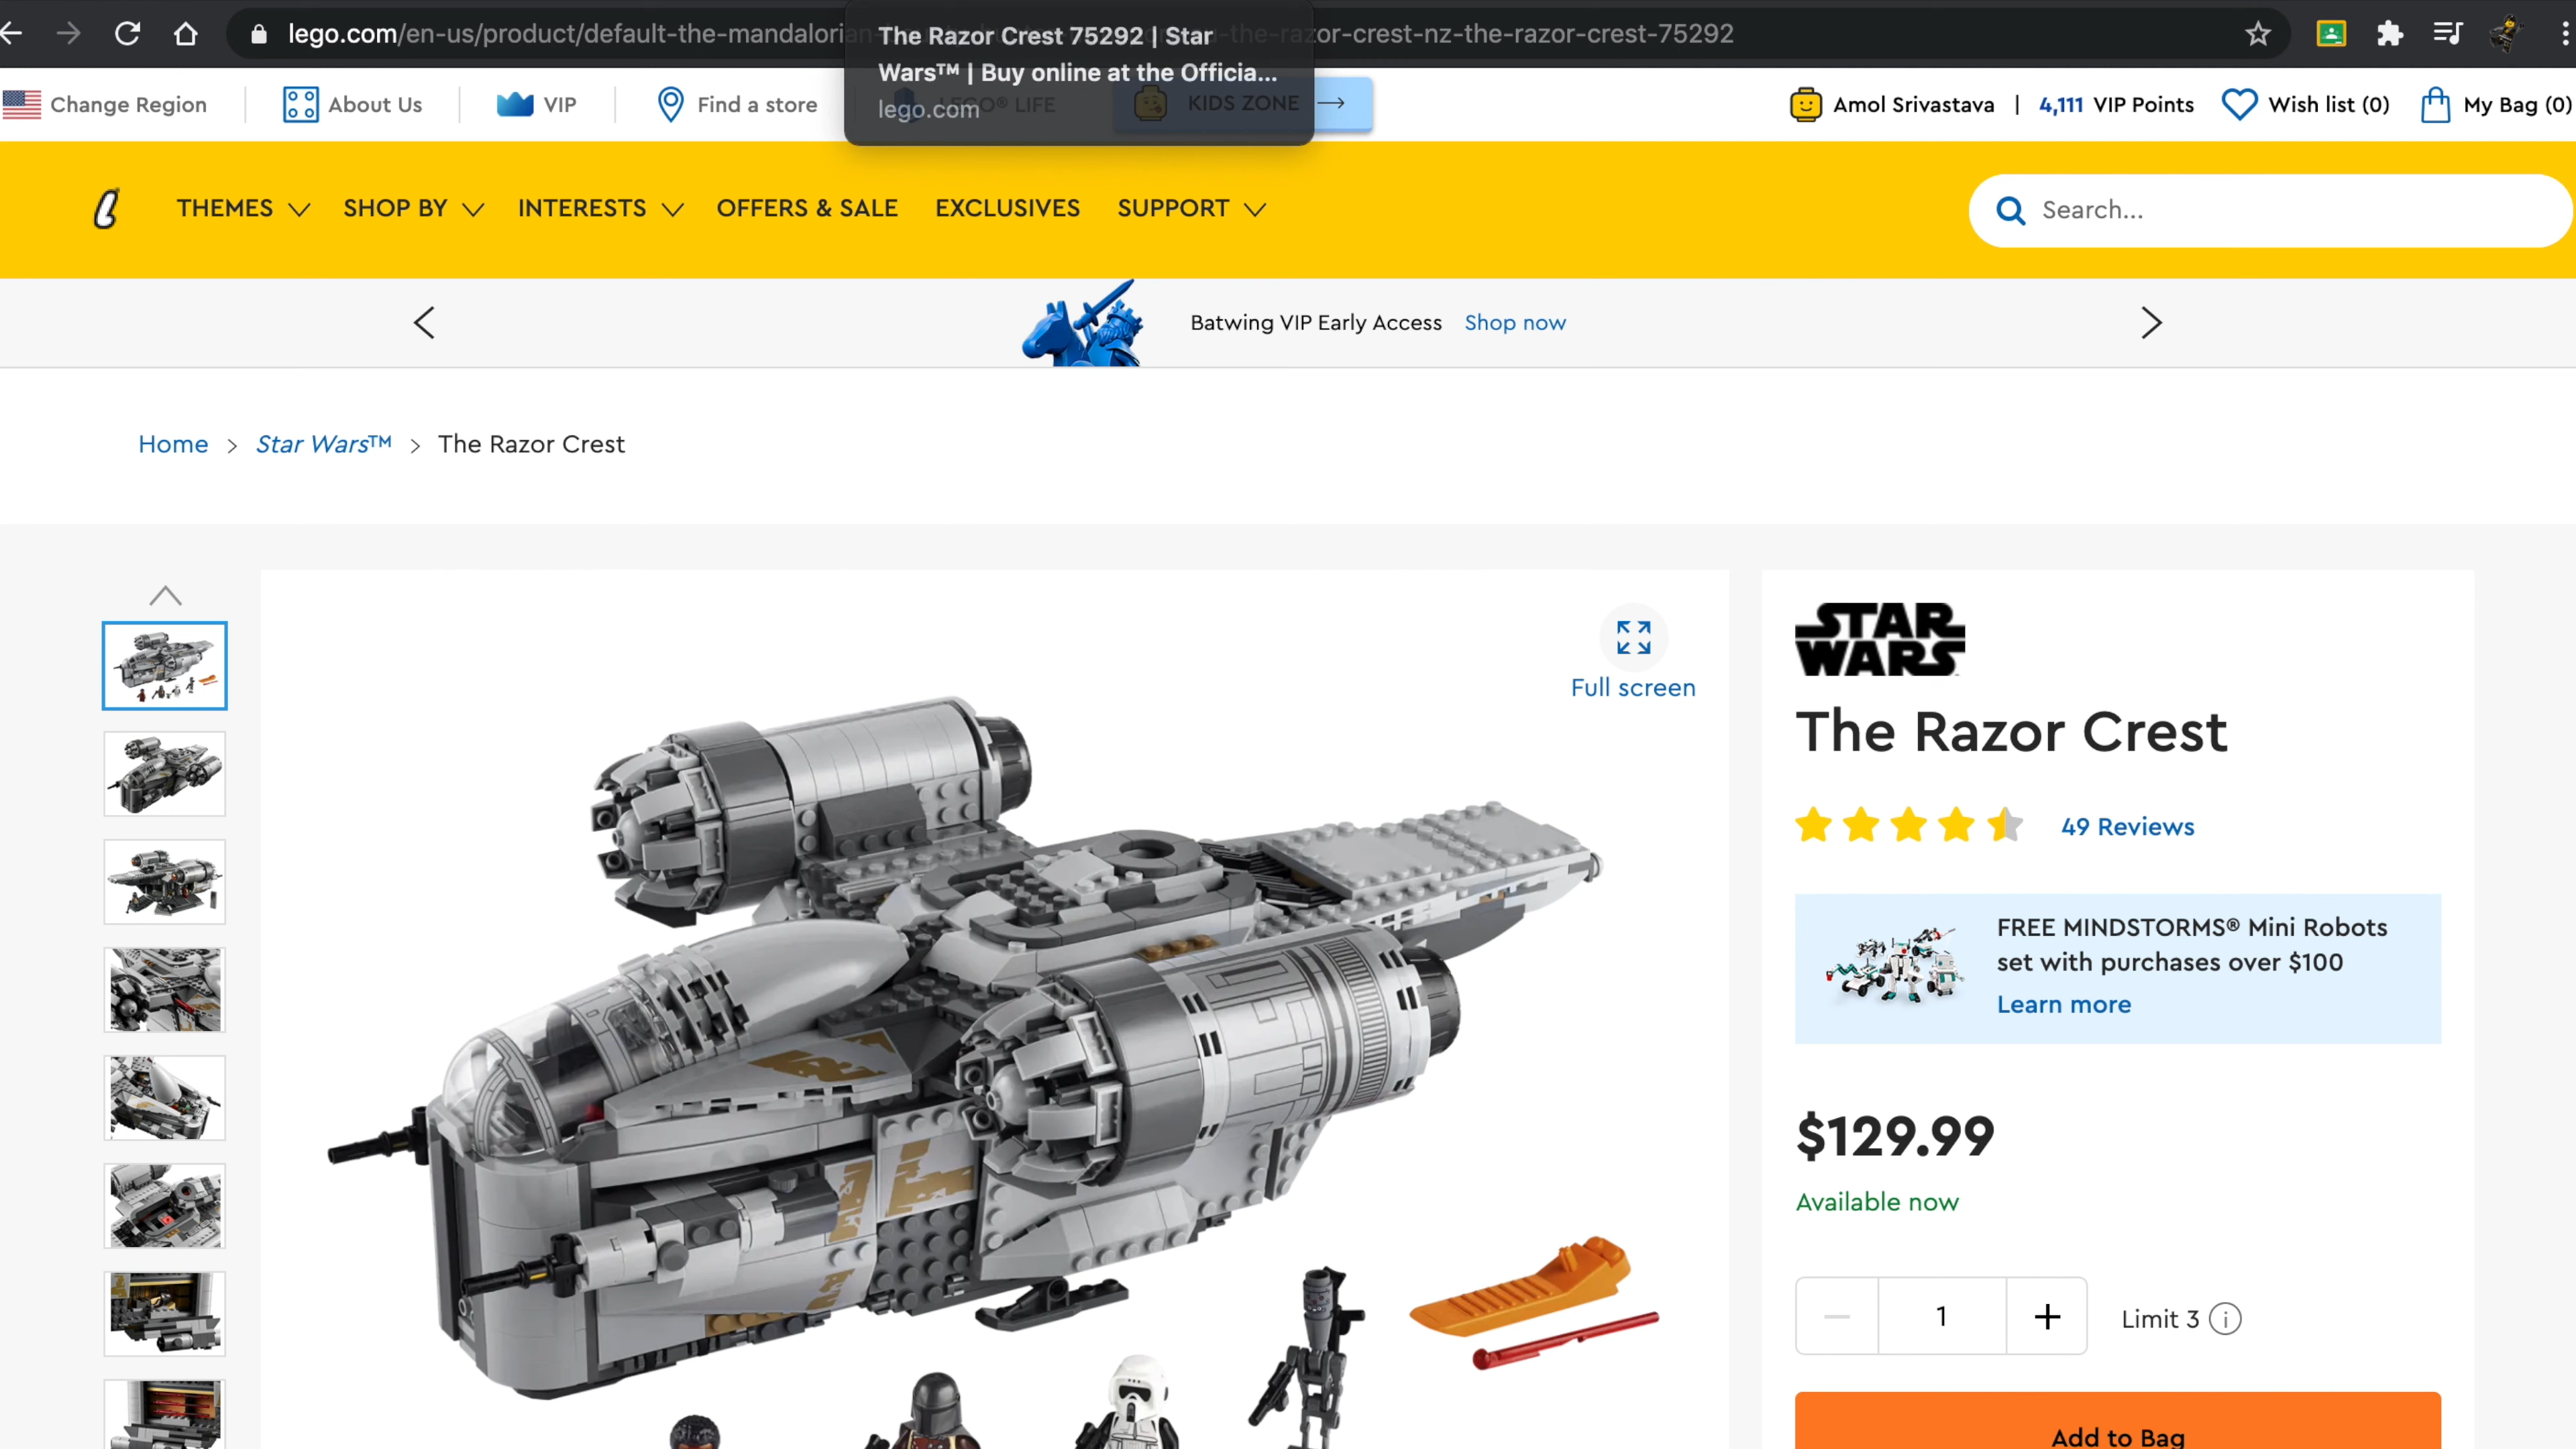 lego.com/en-us/product/default-the-mandalorian
-the-razor-crest-nz-the-razor-crest-75292
The Razor Crest 75292 | Star
Wars™ | Buy online at the Officia...
lego.com
Change Region
About Us
VIP
Find a store
LEGO® LIFE
KIDS ZONE
Amol Srivastava | 4,111 VIP Points
Wish list (0)
My Bag (0)
THEMES
SHOP BY
INTERESTS
OFFERS & SALE
EXCLUSIVES
SUPPORT
Search...
Batwing VIP Early Access Shop now
Home > Star Wars™ > The Razor Crest
Full screen
STAR
WARS
The Razor Crest
49 Reviews
FREE MINDSTORMS® Mini Robots
set with purchases over $100
Learn more
$129.99
Available now
1
Limit 3
Add to Bag